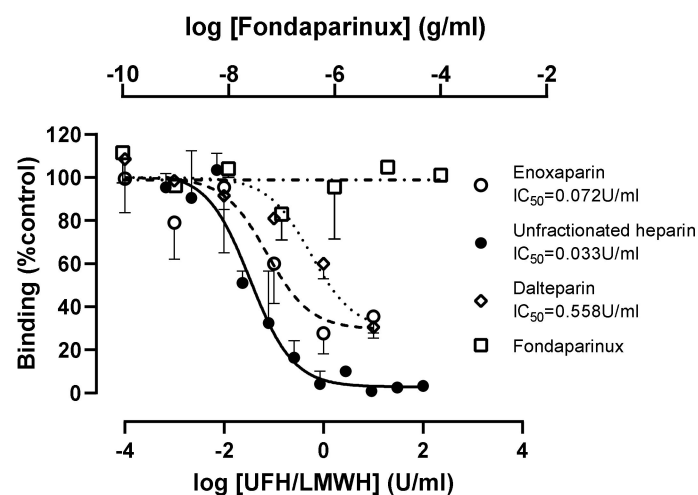 log [Fondaparinux] (g/ml)
-10 -8 -6 -4 -2
120
100
80
60
40
20
0
Binding (%control)
Enoxaparin
IC50=0.072U/ml
Unfractionated heparin
IC50=0.033U/ml
Dalteparin
IC50=0.558U/ml
Fondaparinux
-4 -2 0 2 4
log [UFH/LMWH] (U/ml)